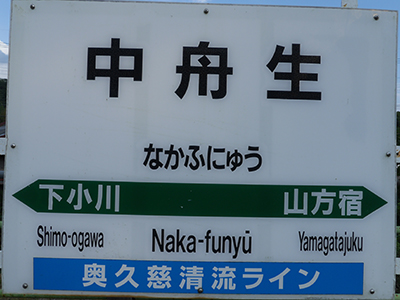 中舟生
なかふにゅう
下小川 山方宿
Shimo-ogawa Naka-funyū Yamagatajuku
奥久慈清流ライン